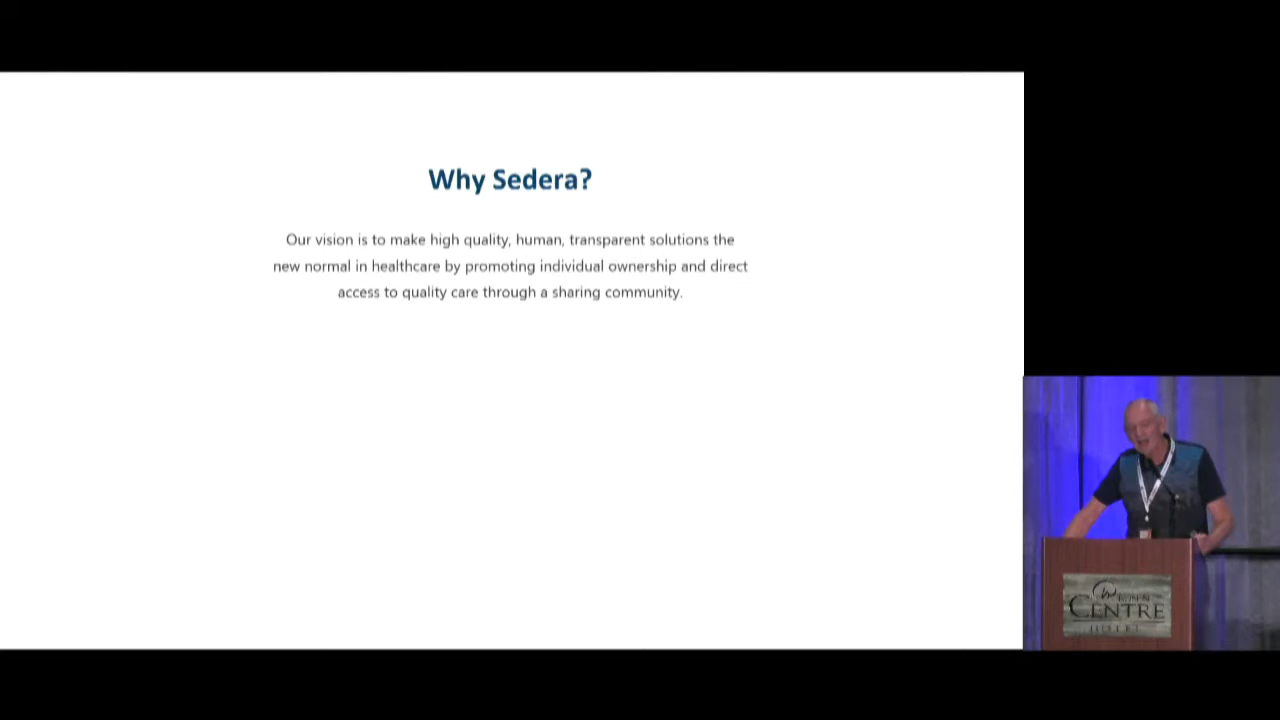 Why Sedera?
Our vision is to make high quality, human, transparent solutions the
new normal in healthcare by promoting individual ownership and direct
access to quality care through a sharing community.
CENTRE